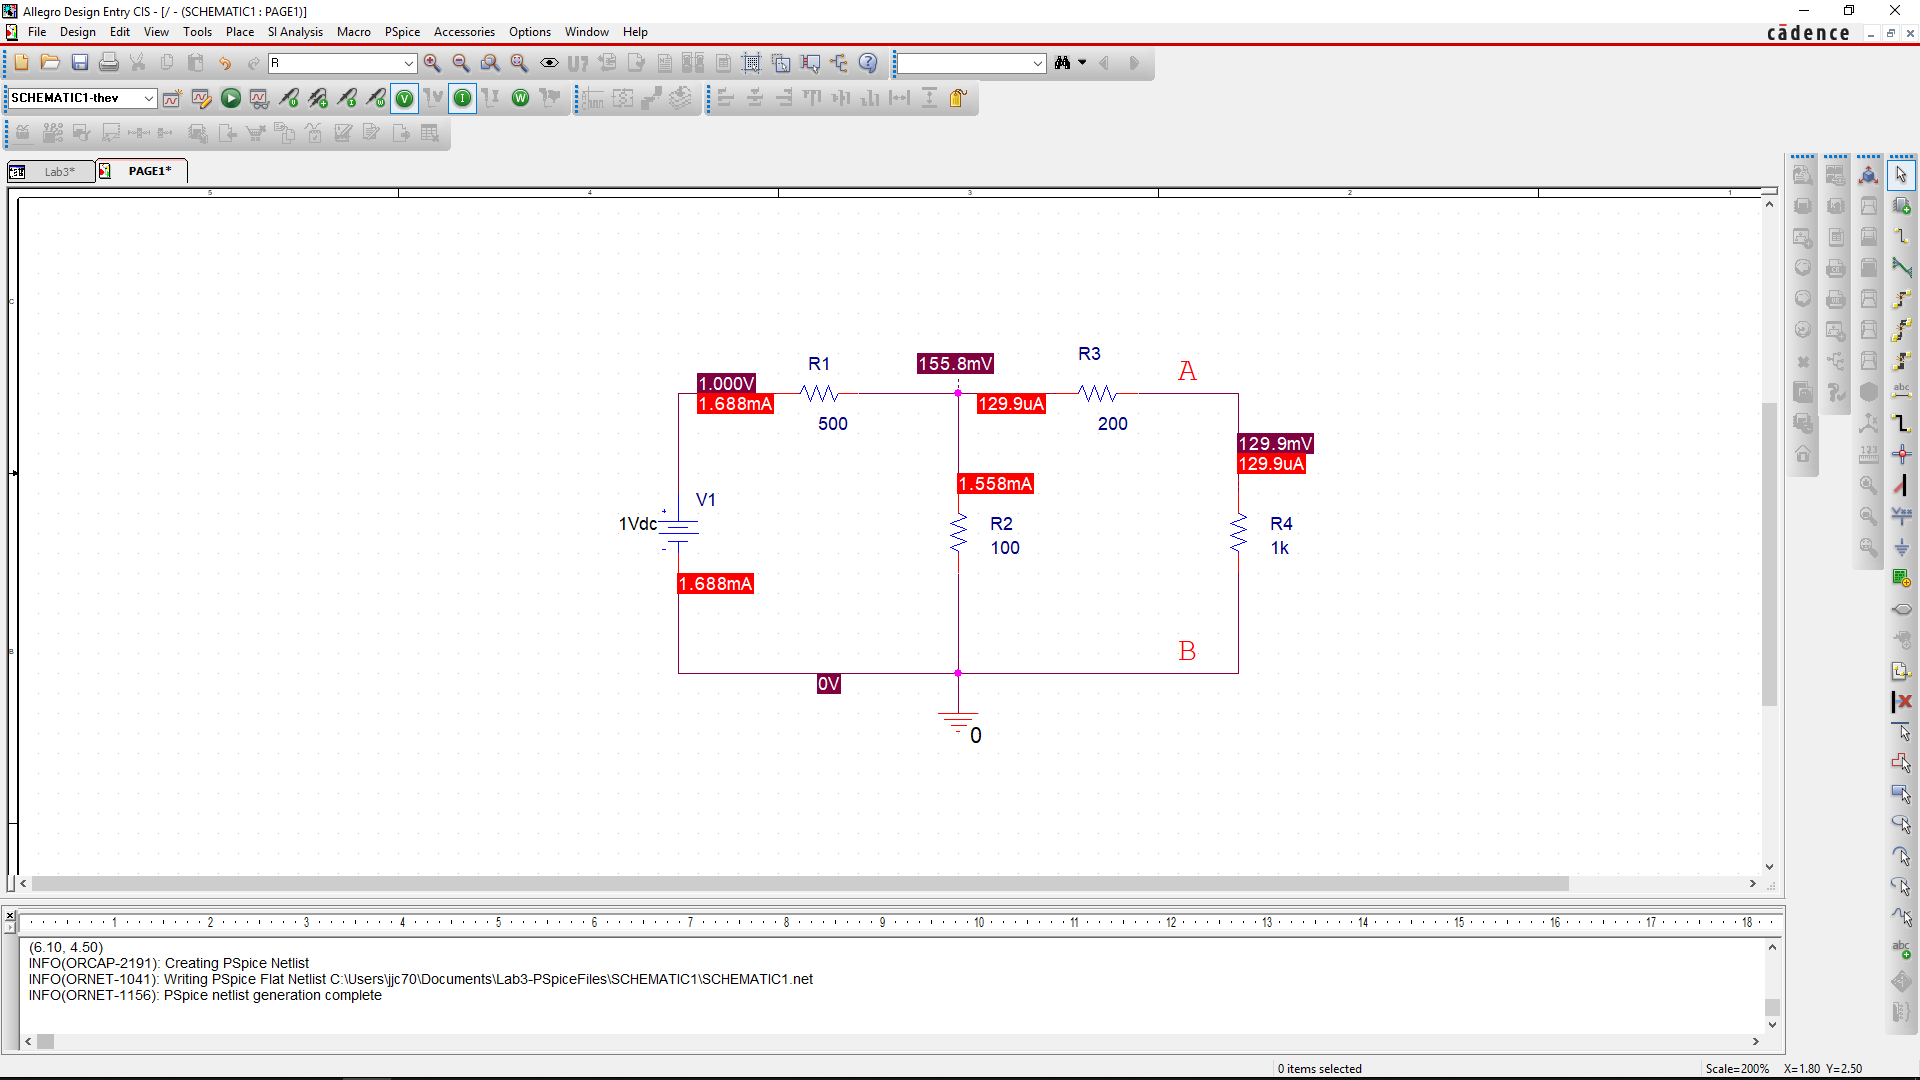 Allegro Design Entry CIS - [/ - (SCHEMATIC1 : PAGE1)]
File Design Edit View Tools Place SI Analysis Macro PSpice Accessories Options Window Help
cādence
R
SCHEMATIC1-thev
Lab3*
PAGE1*
5 4 3 2 1
C
B
R1
500
155.8mV
R3
200
A
1.000V
1.688mA
129.9uA
129.9mV
129.9uA
1.558mA
V1
1Vdc
+
-
R2
100
R4
1k
1.688mA
B
0V
0
abc
123
abc
1 2 3 4 5 6 7 8 9 10 11 12 13 14 15 16 17 18
(6.10, 4.50)
INFO(ORCAP-2191): Creating PSpice Netlist
INFO(ORNET-1041): Writing PSpice Flat Netlist C:\Users\jjc70\Documents\Lab3-PSpiceFiles\SCHEMATIC1\SCHEMATIC1.net
INFO(ORNET-1156): PSpice netlist generation complete
0 items selected
Scale=200% X=1.80 Y=2.50